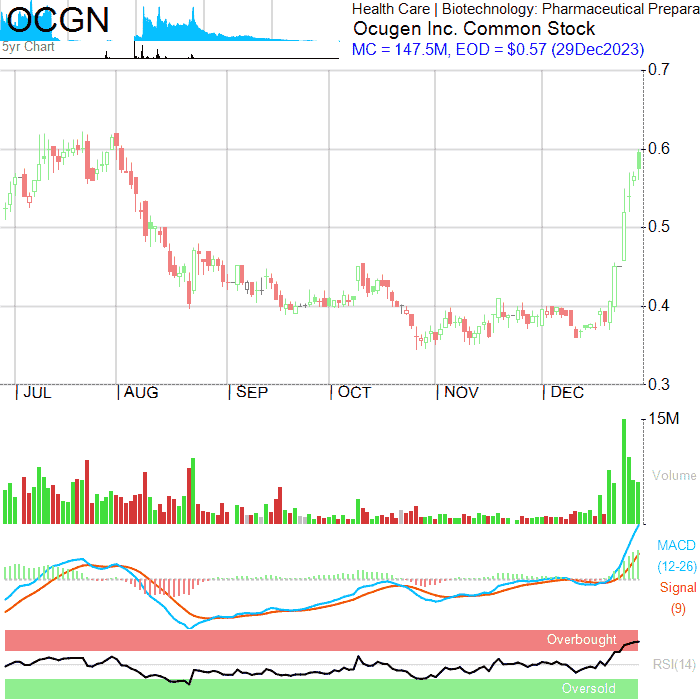 OCGN
5yr Chart
Health Care | Biotechnology: Pharmaceutical Prepara
Ocugen Inc. Common Stock
MC = 147.5M, EOD = $0.57 (29Dec2023)
0.7
0.6
0.5
0.4
0.3
JUL AUG SEP OCT NOV DEC
15M
Volume
MACD
(12-26)
Signal
(9)
Overbought
RSI(14)
Oversold